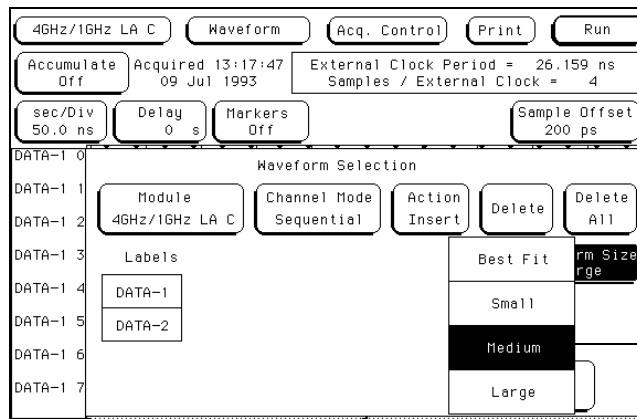 4GHz/1GHz LA C Waveform Acq. Control Print Run
Accumulate Off
Acquired 13:17:47
09 Jul 1993
External Clock Period = 26.159 ns
Samples / External Clock = 4
sec/Div
50.0 ns
Delay
0 s
Markers
Off
Sample Offset
200 ps
DATA-1 0
DATA-1 1
DATA-1 2
DATA-1 3
DATA-1 4
DATA-1 5
DATA-1 6
DATA-1 7
Waveform Selection
Module
4GHz/1GHz LA C
Channel Mode
Sequential
Action
Insert
Delete
Delete
All
Labels
DATA-1
DATA-2
Best Fit
Small
Medium
Large
rm Size
rge